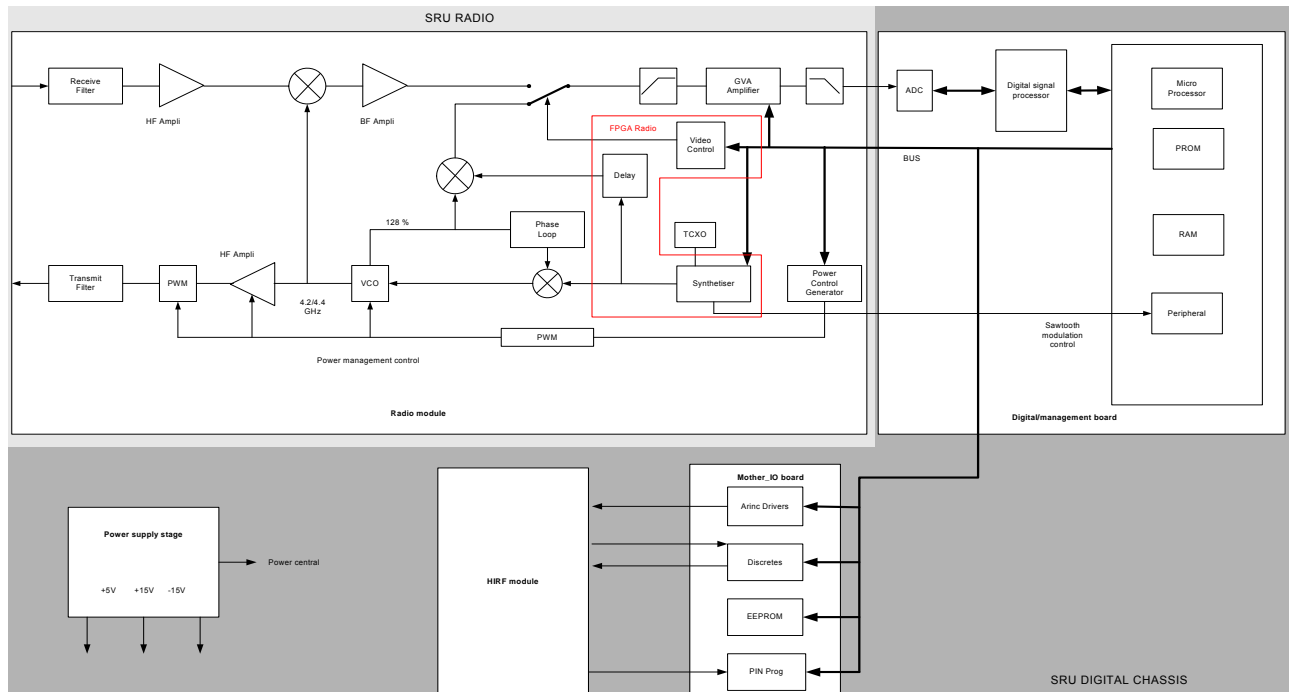 SRU RADIO
Receive
Filter
HF Ampli
BF Ampli
GVA
Amplifier
ADC
Digital signal
processor
Micro
Processor
FPGA Radio
Video
Control
BUS
PROM
Delay
128 %
Phase
Loop
TCXO
RAM
HF Ampli
Transmit
Filter
PWM
4.2/4.4
GHz
VCO
Synthetiser
Power
Control
Generator
Peripheral
PWM
Sawtooth
modulation
control
Power management control
Radio module
Digital/management board
Mother_IO board
Arinc Drivers
Power supply stage
Power central
Discretes
HIRF module
+5V
+15V
-15V
EEPROM
PIN Prog
SRU DIGITAL CHASSIS